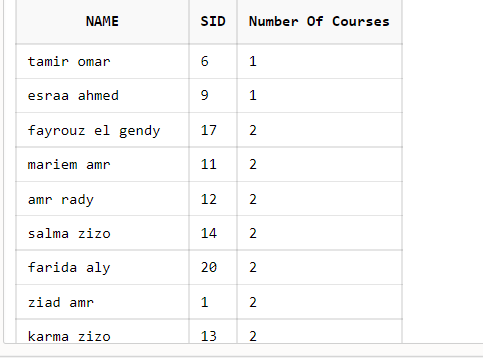 NAME SID Number Of Courses
tamir omar 6 1
esraa ahmed 9 1
fayrouz el gendy 17 2
mariem amr 11 2
amr rady 12 2
salma zizo 14 2
farida aly 20 2
ziad amr 1 2
karma zizo 13 2